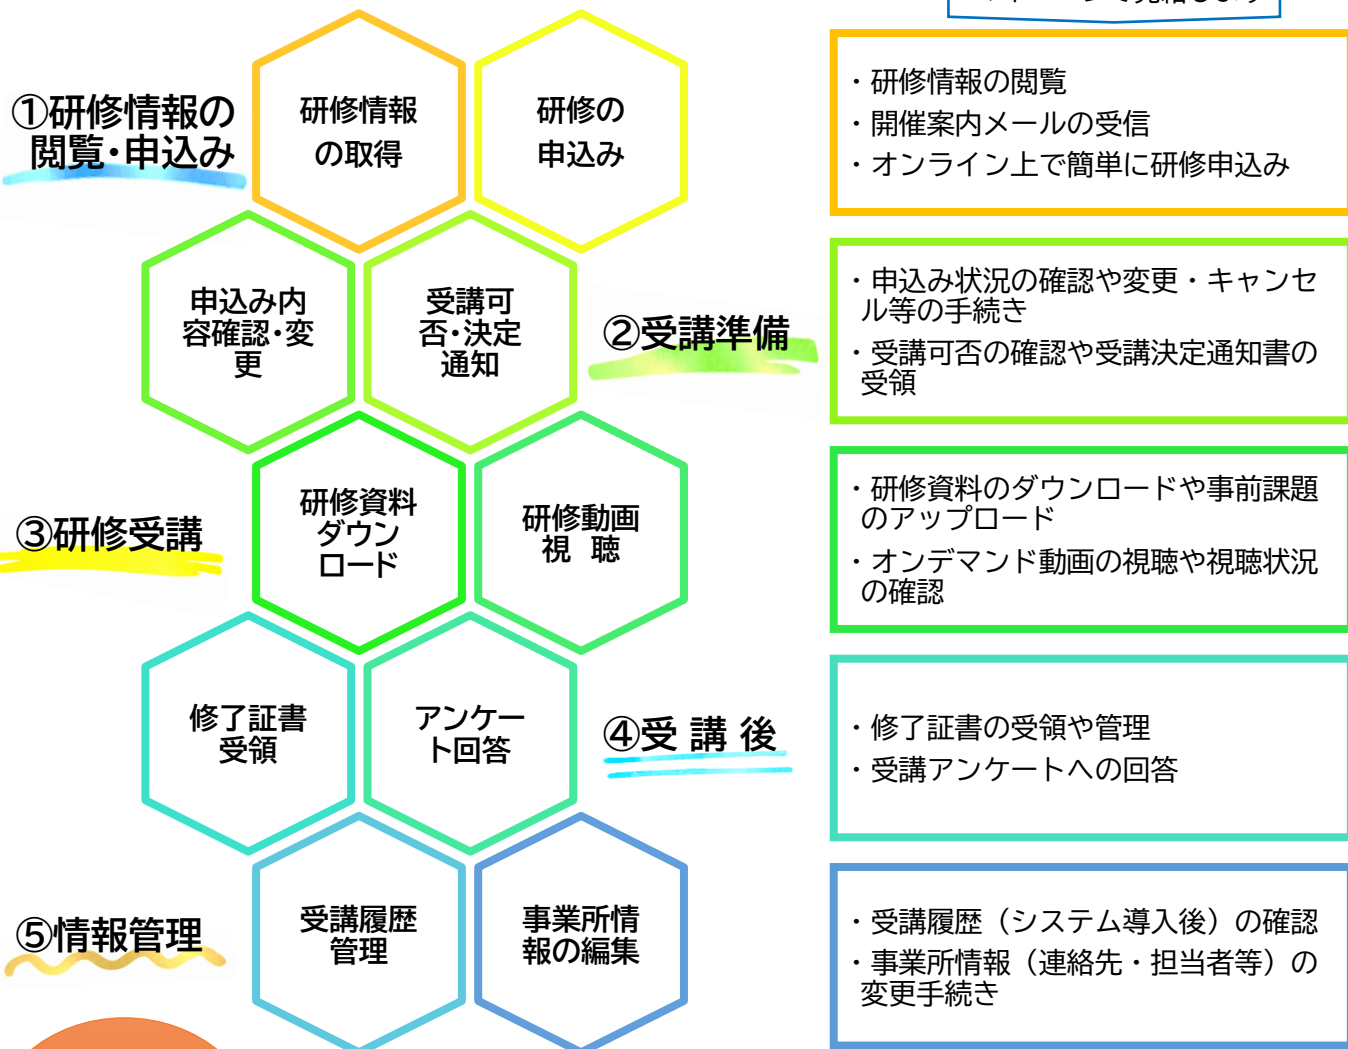 ①研修情報の
閲覧・申込み
研修情報
の取得
研修の
申込み
・研修情報の閲覧
・開催案内メールの受信
・オンライン上で簡単に研修申込み
申込み内
容確認・変
更
受講可
否・決定
通知
②受講準備
・申込み状況の確認や変更・キャンセ
ル等の手続き
・受講可否の確認や受講決定通知書の
受領
③研修受講
研修資料
ダウン
ロード
研修動画
視 聴
・研修資料のダウンロードや事前課題
のアップロード
・オンデマンド動画の視聴や視聴状況
の確認
修了証書
受領
アンケー
ト回答
④受 講 後
・修了証書の受領や管理
・受講アンケートへの回答
⑤情報管理
受講履歴
管理
事業所情
報の編集
・受講履歴（システム導入後）の確認
・事業所情報（連絡先・担当者等）の
変更手続き